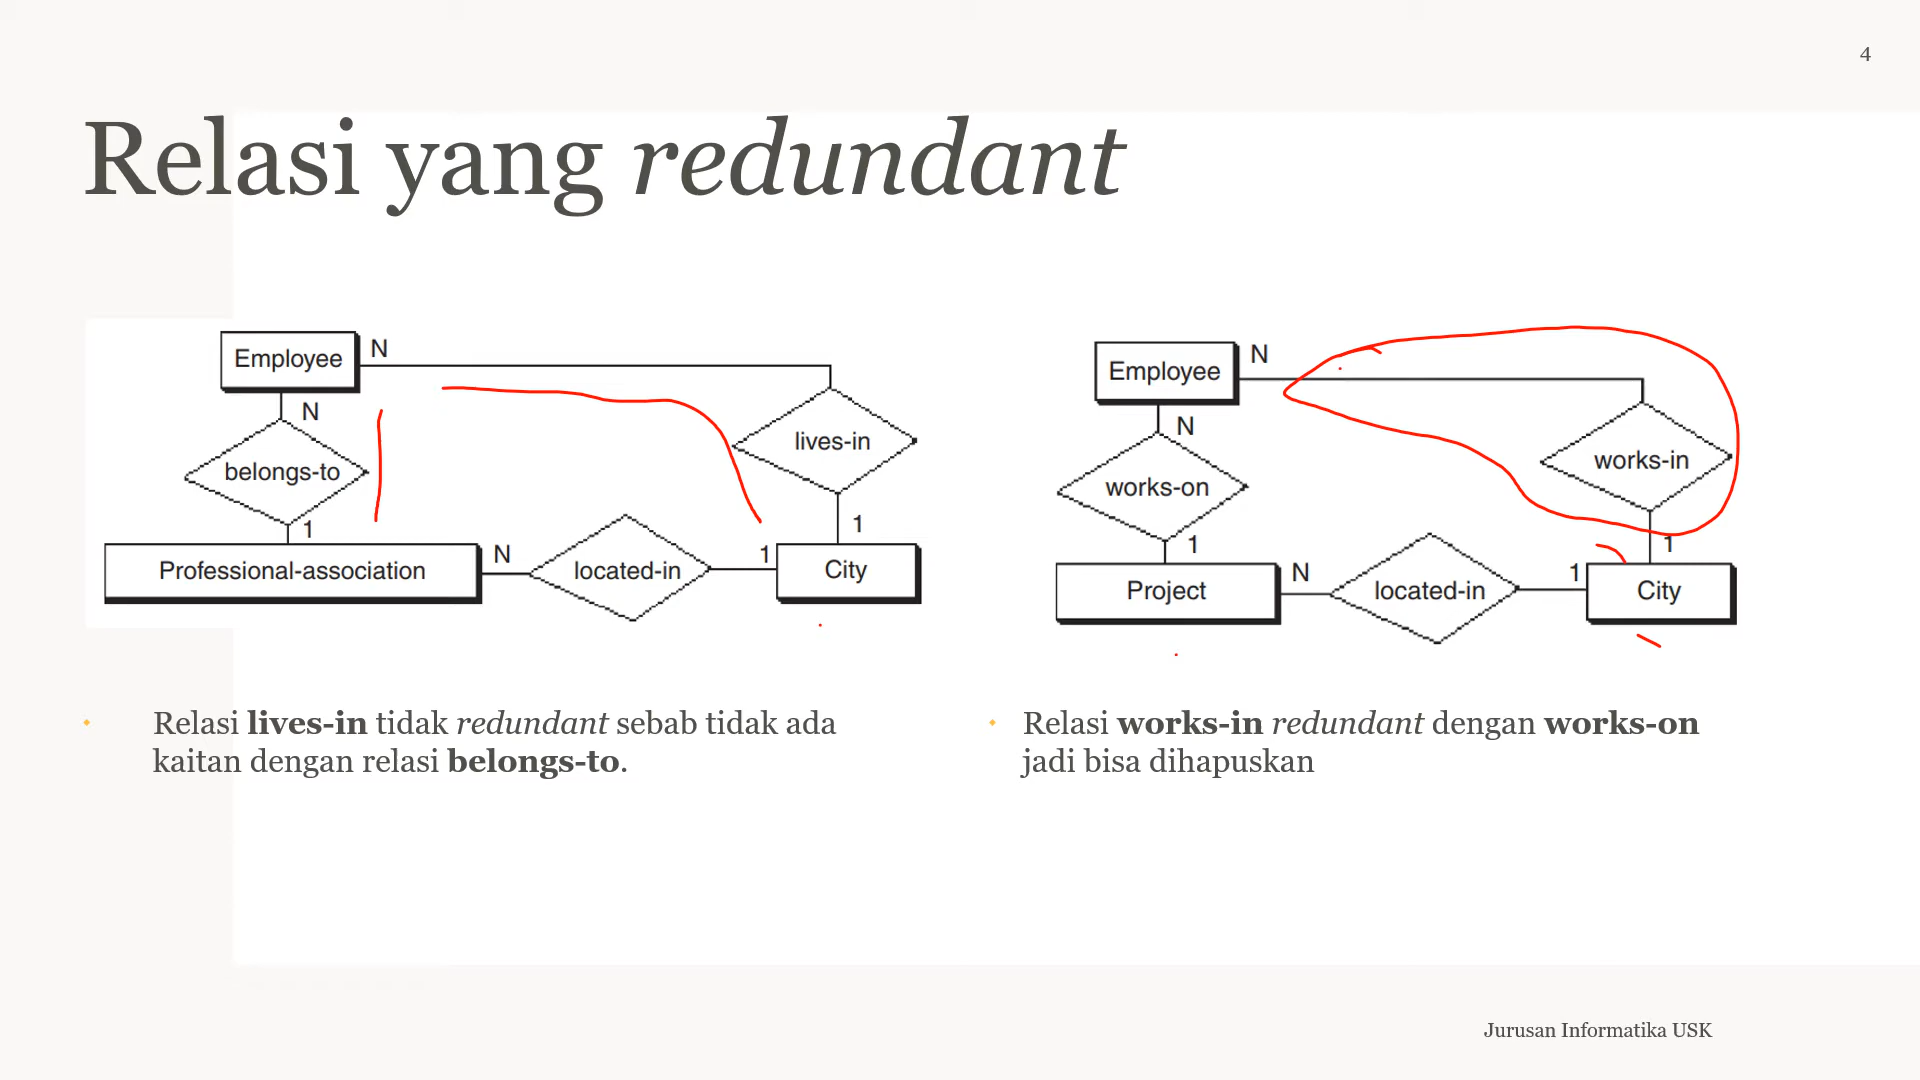 4
Relasi yang redundant
Employee
N
N
belongs-to
1
Professional-association
N
located-in
1
City
1
lives-in
Employee
N
N
works-on
1
Project
N
located-in
1
City
1
works-in
Relasi lives-in tidak redundant sebab tidak ada
kaitan dengan relasi belongs-to.
Relasi works-in redundant dengan works-on
jadi bisa dihapuskan
Jurusan Informatika USK